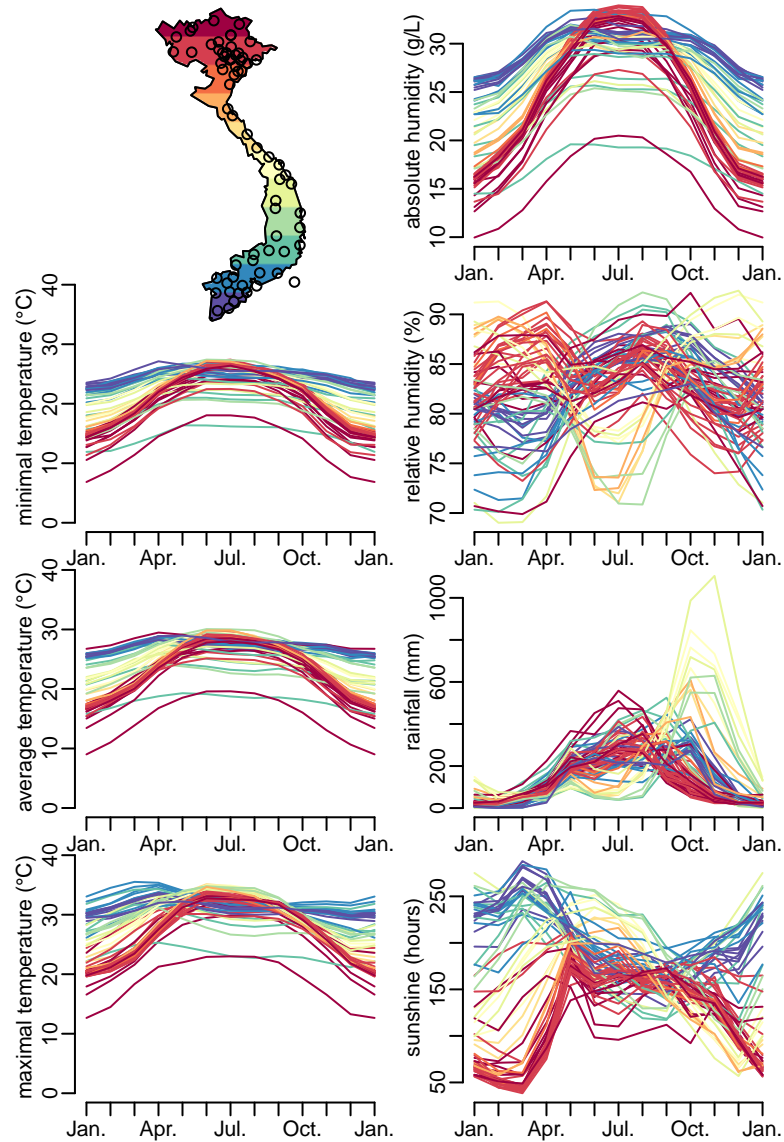 absolute humidity (g/L)
10 15 20 25 30
Jan. Apr. Jul. Oct. Jan.
minimal temperature (°C)
0 10 20 30 40
Jan. Apr. Jul. Oct. Jan.
relative humidity (%)
70 75 80 85 90
Jan. Apr. Jul. Oct. Jan.
average temperature (°C)
0 10 20 30 40
Jan. Apr. Jul. Oct. Jan.
rainfall (mm)
0 200 600 1000
Jan. Apr. Jul. Oct. Jan.
maximal temperature (°C)
0 10 20 30 40
Jan. Apr. Jul. Oct. Jan.
sunshine (hours)
50 150 250
Jan. Apr. Jul. Oct. Jan.